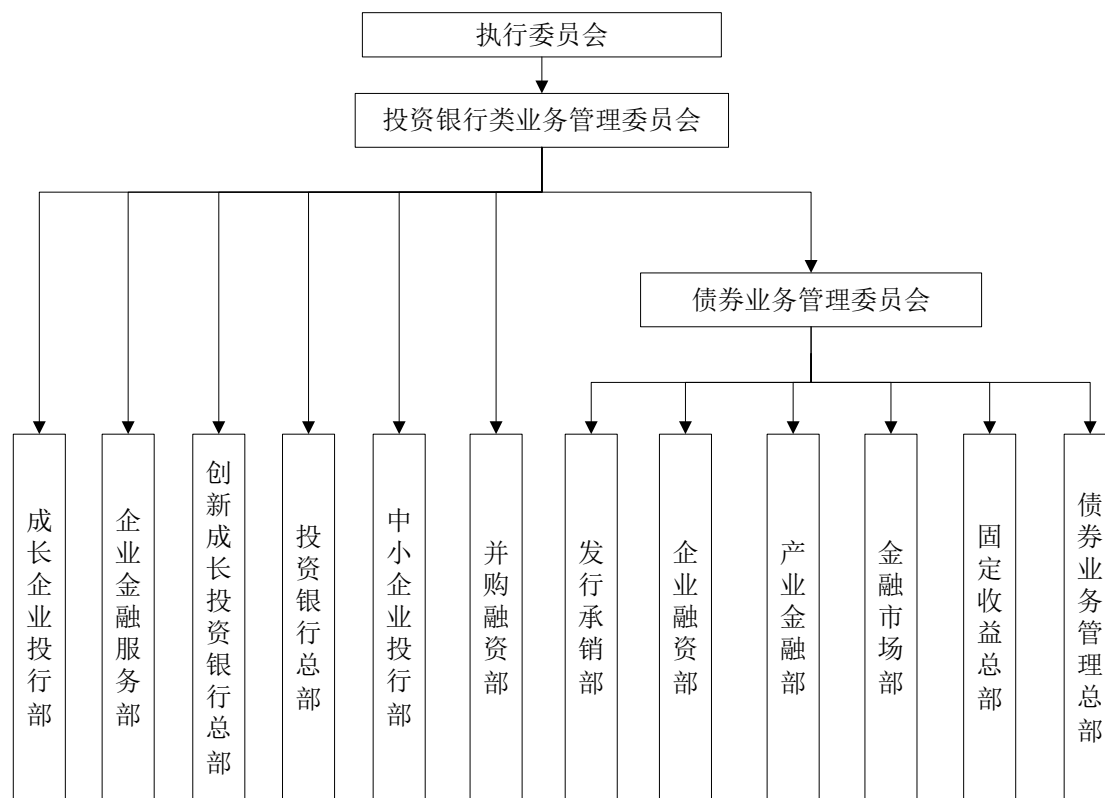 执行委员会
投资银行类业务管理委员会
债券业务管理委员会
成长企业投行部
企业金融服务部
创新成长投资银行总部
投资银行总部
中小企业投行部
并购融资部
发行承销部
企业融资部
产业金融部
金融市场部
固定收益总部
债券业务管理总部